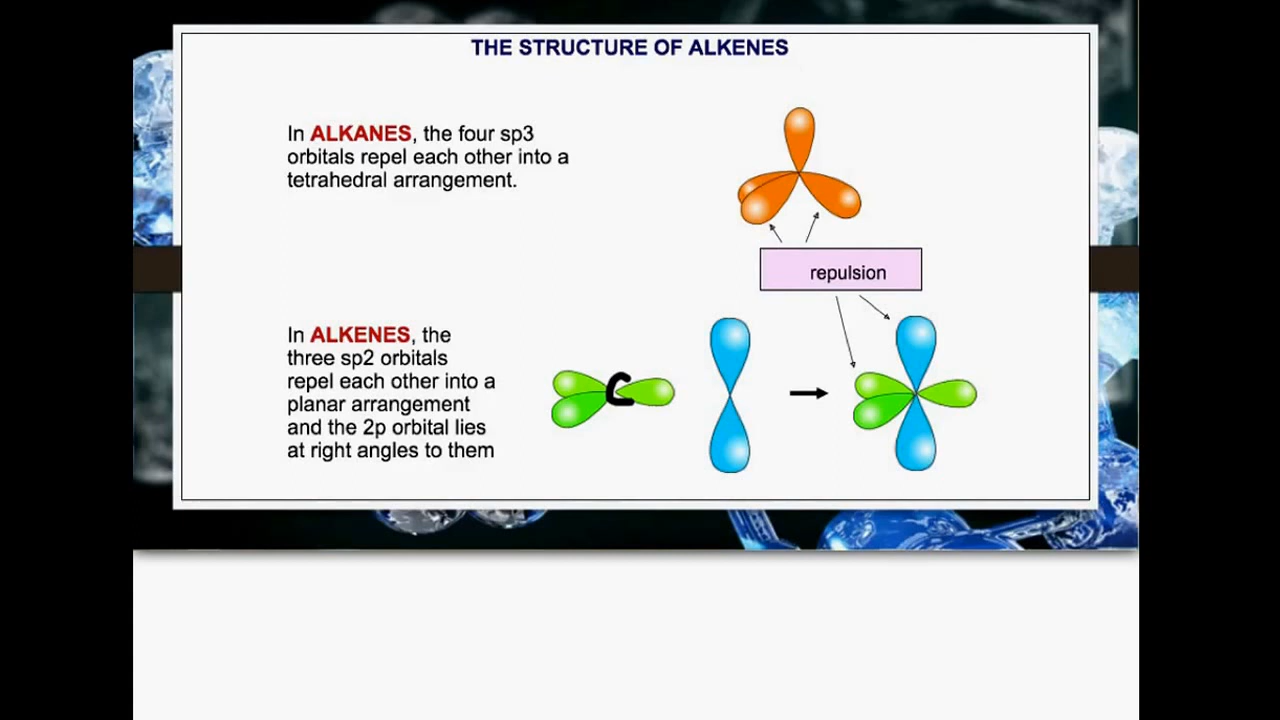 THE STRUCTURE OF ALKENES
In ALKANES, the four sp3
orbitals repel each other into a
tetrahedral arrangement.
repulsion
In ALKENES, the
three sp2 orbitals
repel each other into a
planar arrangement
and the 2p orbital lies
at right angles to them
C